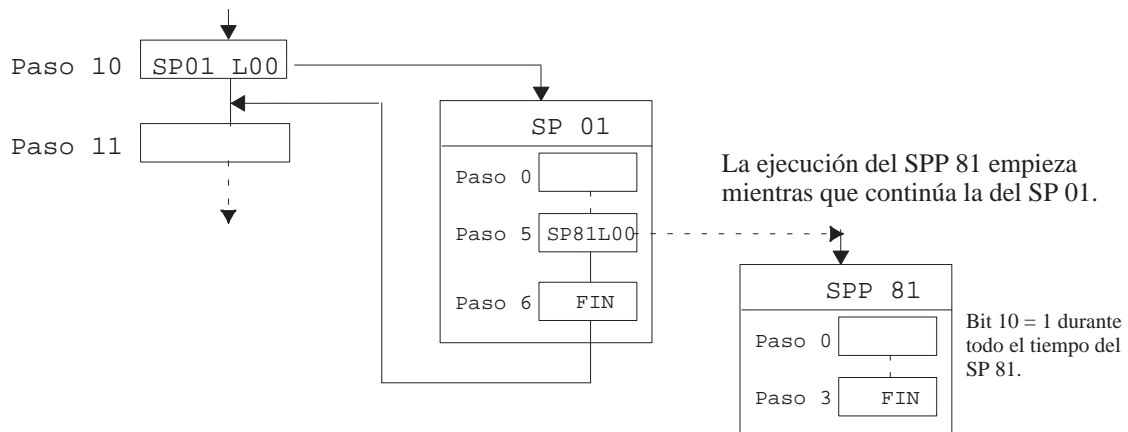 Paso 10
SP01 L00
Paso 11
SP 01
Paso 0
Paso 5
SP81L00
Paso 6
FIN
La ejecución del SPP 81 empieza
mientras que continúa la del SP 01.
SPP 81
Paso 0
Paso 3
FIN
Bit 10 = 1 durante
todo el tiempo del
SP 81.